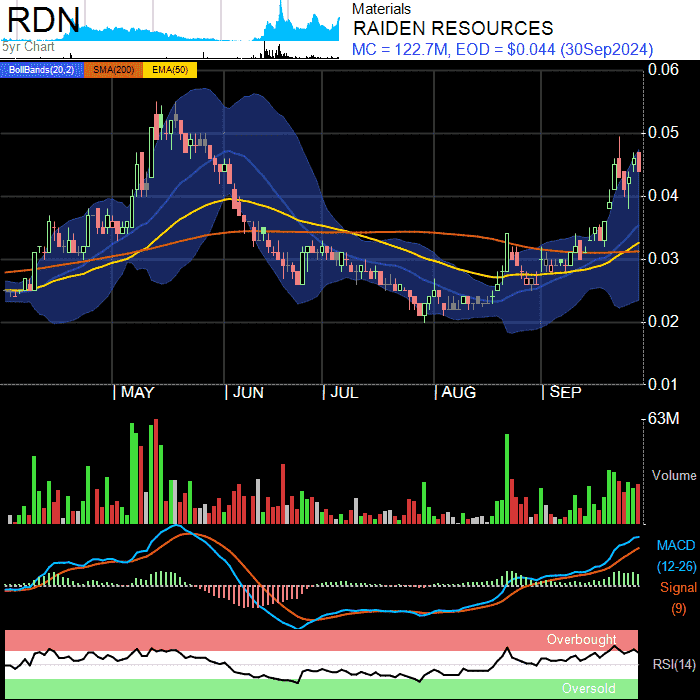 RDN
5yr Chart
Materials
RAIDEN RESOURCES
MC = 122.7M, EOD = $0.044 (30Sep2024)
BollBands(20,2) SMA(200) EMA(50)
0.06
0.05
0.04
0.03
0.02
0.01
MAY JUN JUL AUG SEP
63M
Volume
MACD
(12-26)
Signal
(9)
Overbought
RSI(14)
Oversold